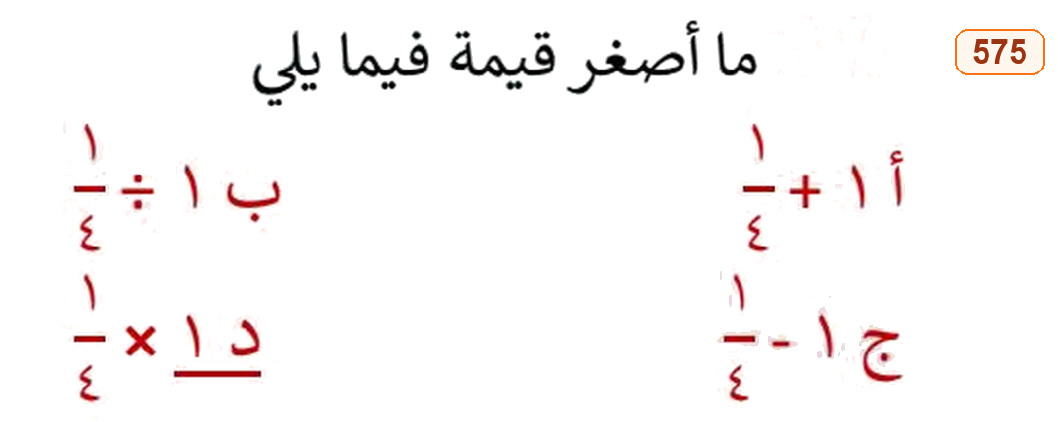 575
ما أصغر قيمة فيما يلي
أ ١ + ١/٤
ب ١ ÷ ١/٤
ج ١ - ١/٤
د ١ × ١/٤